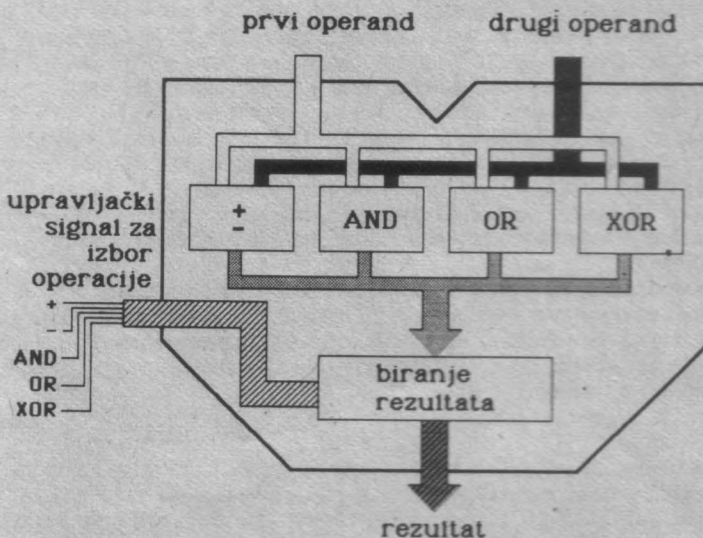 prvi operand
drugi operand
upravljački
signal za
izbor
operacije
+
-
AND
OR
XOR
+
-
AND
OR
XOR
biranje
rezultata
rezultat